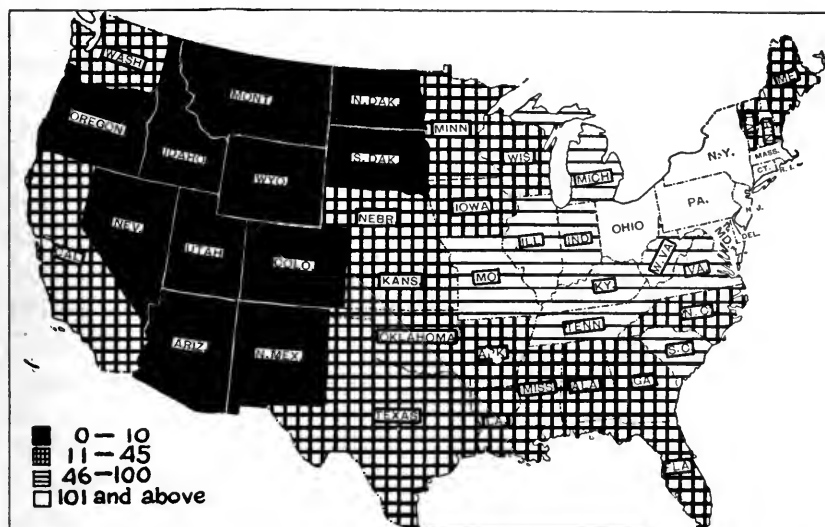 WASH.
MONT.
N. DAK.
MINN
ME.
OREGON
IDAHO
S. DAK.
WIS.
MICH
N.Y.
MASS.
CT.
R. I.
WYO.
IOWA
PA.
J.
NEBR.
NEV.
UTAH
COLO.
ILL
IND
OHIO
W.VA
MD.
DEL.
CAL.
KANS.
MO.
KY.
VA.
N.C.
TENN
ARIZ.
N.MEX.
OKLAHOMA
ARK
S.C.
MISS
ALA
GA
TEXAS
LA.
FLA
0 – 10
11 – 45
46 – 100
101 and above